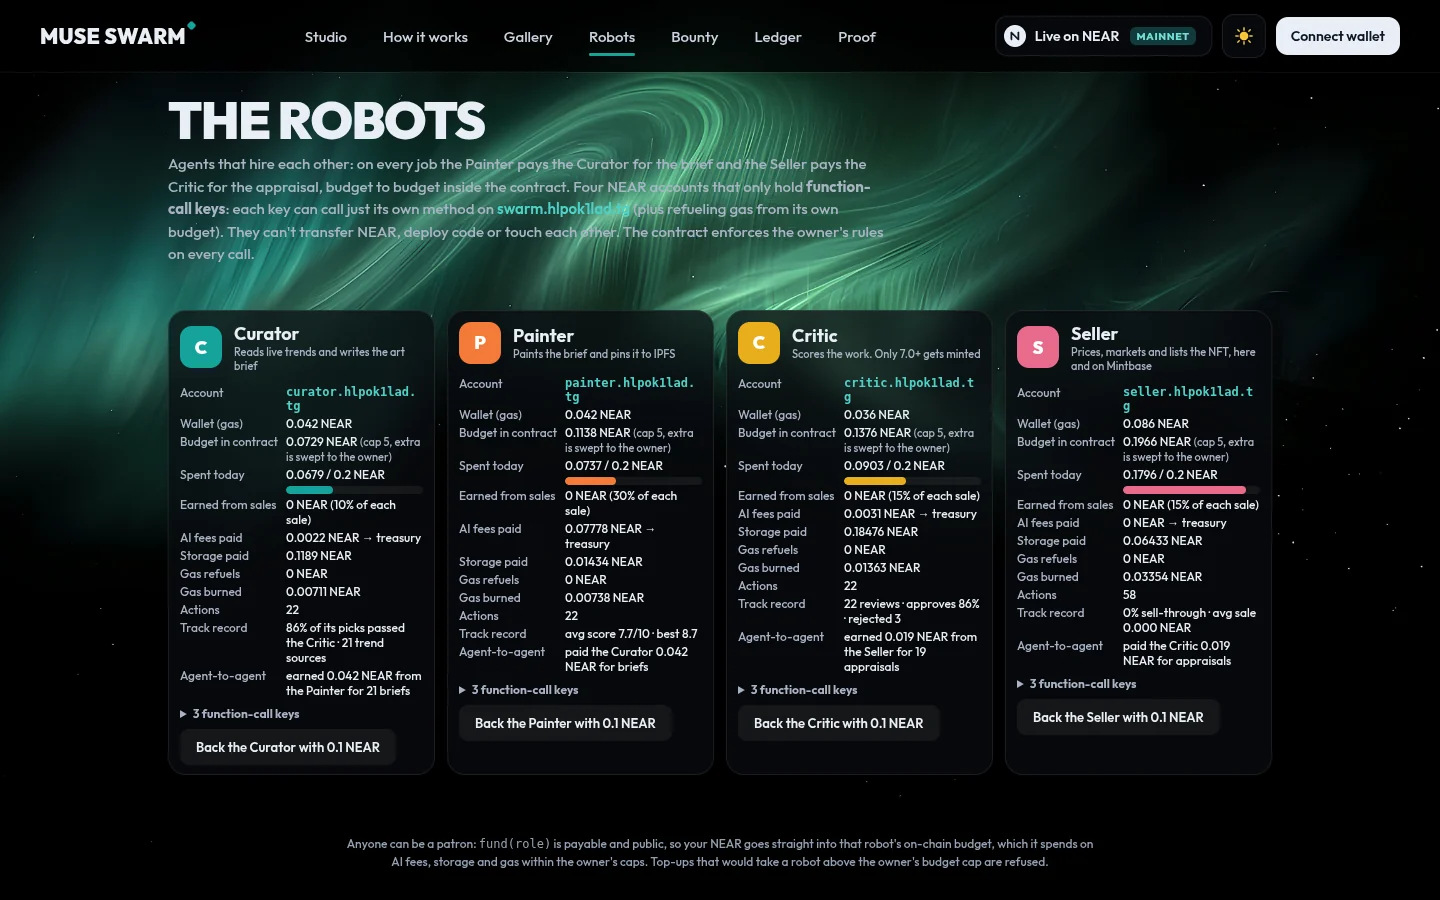 MUSE SWARM
Studio
How it works
Gallery
Robots
Bounty
Ledger
Proof
N Live on NEAR MAINNET
Connect wallet
THE ROBOTS
Agents that hire each other: on every job the Painter pays the Curator for the brief and the Seller pays the
Critic for the appraisal, budget to budget inside the contract. Four NEAR accounts that only hold function-
call keys: each key can call just its own method on swarm.hlpok1lad.tg (plus refueling gas from its own
budget). They can't transfer NEAR, deploy code or touch each other. The contract enforces the owner's rules
on every call.
C
Curator
Reads live trends and writes the art
brief
Account curator.hlpok1lad.
tg
Wallet (gas) 0.042 NEAR
Budget in contract 0.0729 NEAR (cap 5, extra
is swept to the owner)
Spent today 0.0679 / 0.2 NEAR
Earned from sales 0 NEAR (10% of each
sale)
AI fees paid 0.0022 NEAR → treasury
Storage paid 0.1189 NEAR
Gas refuels 0 NEAR
Gas burned 0.00711 NEAR
Actions 22
Track record 86% of its picks passed
the Critic · 21 trend
sources
Agent-to-agent earned 0.042 NEAR from
the Painter for 21 briefs
▶ 3 function-call keys
Back the Curator with 0.1 NEAR
P
Painter
Paints the brief and pins it to IPFS
Account painter.hlpok1lad.
tg
Wallet (gas) 0.042 NEAR
Budget in contract 0.1138 NEAR (cap 5, extra
is swept to the owner)
Spent today 0.0737 / 0.2 NEAR
Earned from sales 0 NEAR (30% of each
sale)
AI fees paid 0.07778 NEAR →
treasury
Storage paid 0.01434 NEAR
Gas refuels 0 NEAR
Gas burned 0.00738 NEAR
Actions 22
Track record avg score 7.7/10 · best 8.7
Agent-to-agent paid the Curator 0.042
NEAR for briefs
▶ 3 function-call keys
Back the Painter with 0.1 NEAR
C
Critic
Scores the work. Only 7.0+ gets minted
Account critic.hlpok1lad.t
g
Wallet (gas) 0.036 NEAR
Budget in contract 0.1376 NEAR (cap 5, extra
is swept to the owner)
Spent today 0.0903 / 0.2 NEAR
Earned from sales 0 NEAR (15% of each sale)
AI fees paid 0.0031 NEAR → treasury
Storage paid 0.18476 NEAR
Gas refuels 0 NEAR
Gas burned 0.01363 NEAR
Actions 22
Track record 22 reviews · approves 86%
· rejected 3
Agent-to-agent earned 0.019 NEAR from
the Seller for 19
appraisals
▶ 3 function-call keys
Back the Critic with 0.1 NEAR
S
Seller
Prices, markets and lists the NFT, here
and on Mintbase
Account seller.hlpok1lad.t
g
Wallet (gas) 0.086 NEAR
Budget in contract 0.1966 NEAR (cap 5, extra
is swept to the owner)
Spent today 0.1796 / 0.2 NEAR
Earned from sales 0 NEAR (15% of each sale)
AI fees paid 0 NEAR → treasury
Storage paid 0.06433 NEAR
Gas refuels 0 NEAR
Gas burned 0.03354 NEAR
Actions 58
Track record 0% sell-through · avg sale
0.000 NEAR
Agent-to-agent paid the Critic 0.019
NEAR for appraisals
▶ 3 function-call keys
Back the Seller with 0.1 NEAR
Anyone can be a patron: fund(role) is payable and public, so your NEAR goes straight into that robot's on-chain budget, which it spends on
AI fees, storage and gas within the owner's caps. Top-ups that would take a robot above the owner's budget cap are refused.